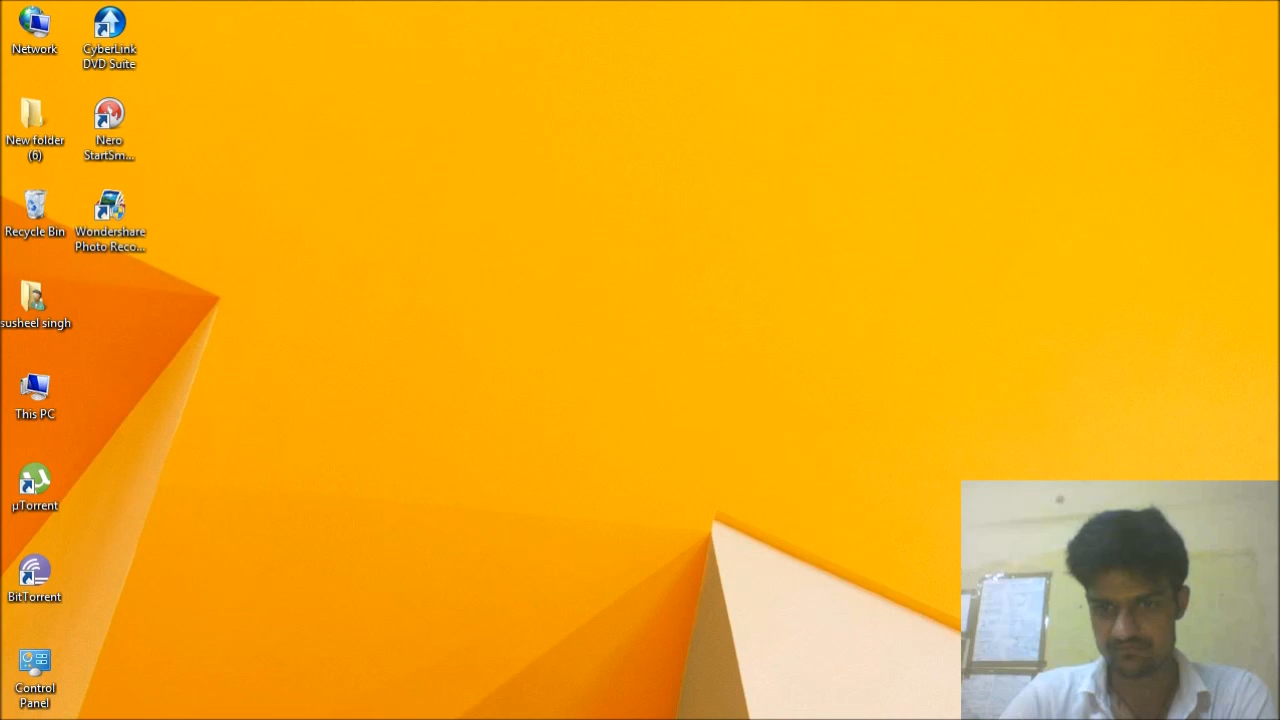 Network
CyberLink
DVD Suite
New folder
(6)
Nero
StartSm...
Recycle Bin
Wondershare
Photo Reco...
susheel singh
This PC
µTorrent
BitTorrent
Control
Panel